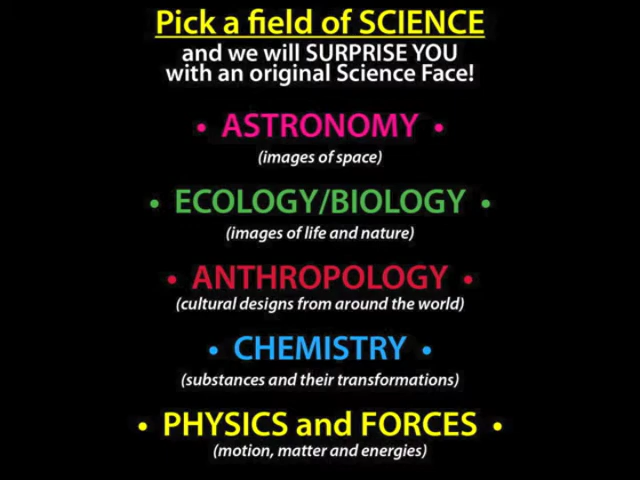 Pick a field of SCIENCE
and we will SURPRISE YOU
with an original Science Face!
• ASTRONOMY •
(images of space)
• ECOLOGY/BIOLOGY •
(images of life and nature)
• ANTHROPOLOGY •
(cultural designs from around the world)
• CHEMISTRY •
(substances and their transformations)
• PHYSICS and FORCES •
(motion, matter and energies)